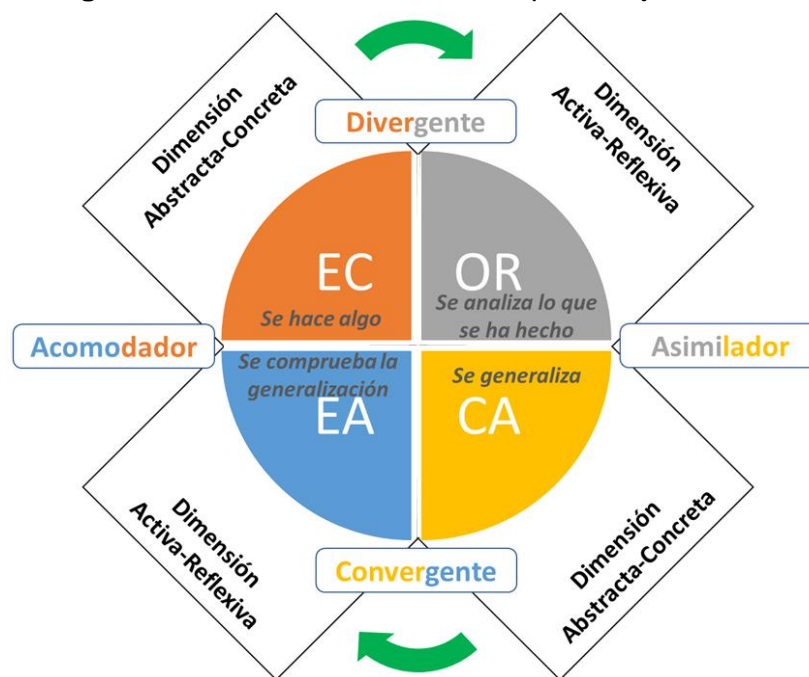 Dimensión
Abstracta-Concreta
Dimensión
Activa-Reflexiva
Divergente
EC
OR
Se hace algo
Se analiza lo que
se ha hecho
Acomodador
Asimilador
Se comprueba la
generalización
EA
Se generaliza
CA
Dimensión
Activa-Reflexiva
Convergente
Dimensión
Abstracta-Concreta